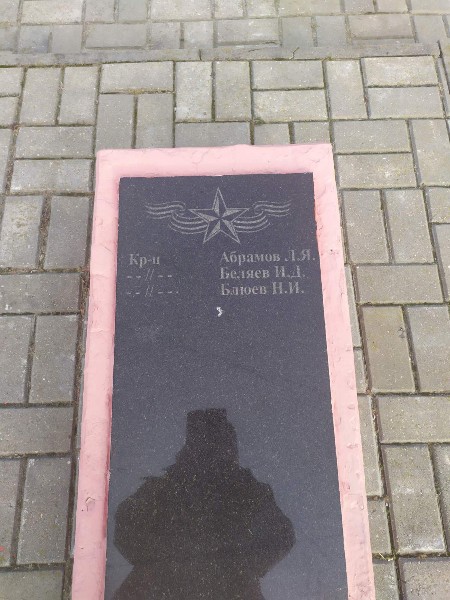 Кр-ц Абрамов Л.Я.
- - // - - Беляев И.Д.
- - // - -. Блюев Н.И.